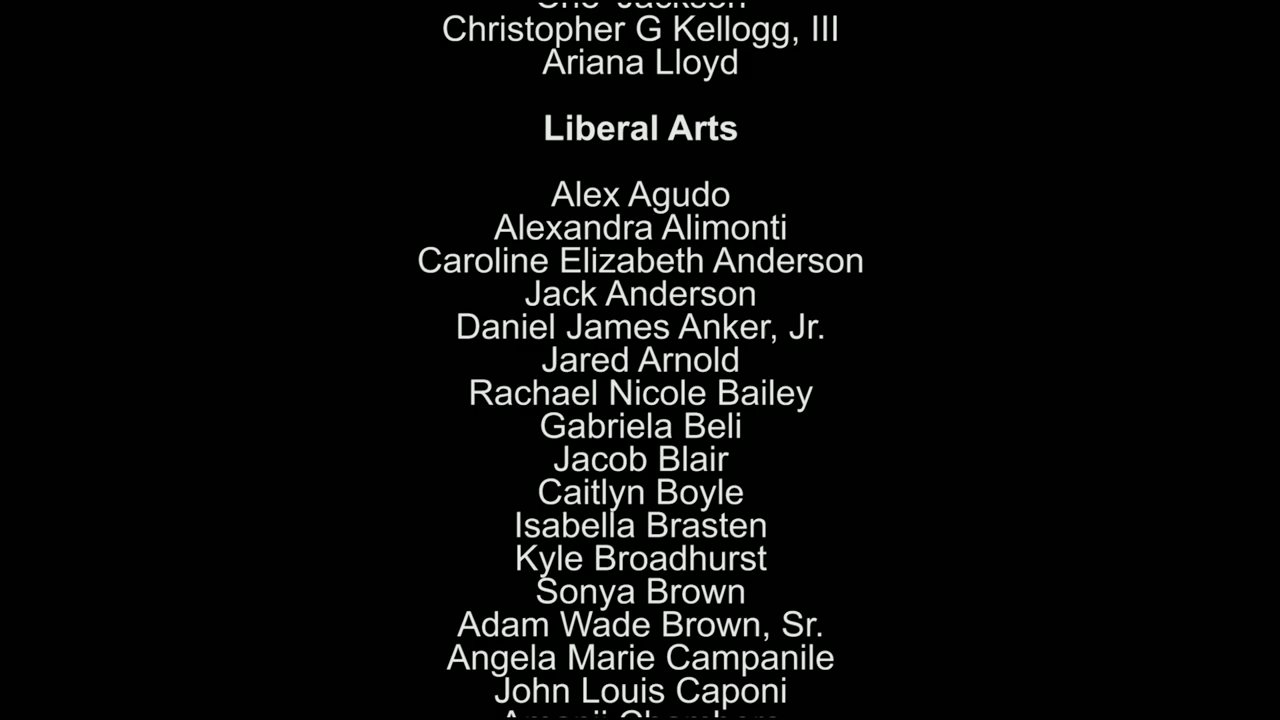 Christopher G Kellogg, III
Ariana Lloyd
Liberal Arts
Alex Agudo
Alexandra Alimonti
Caroline Elizabeth Anderson
Jack Anderson
Daniel James Anker, Jr.
Jared Arnold
Rachael Nicole Bailey
Gabriela Beli
Jacob Blair
Caitlyn Boyle
Isabella Brasten
Kyle Broadhurst
Sonya Brown
Adam Wade Brown, Sr.
Angela Marie Campanile
John Louis Caponi